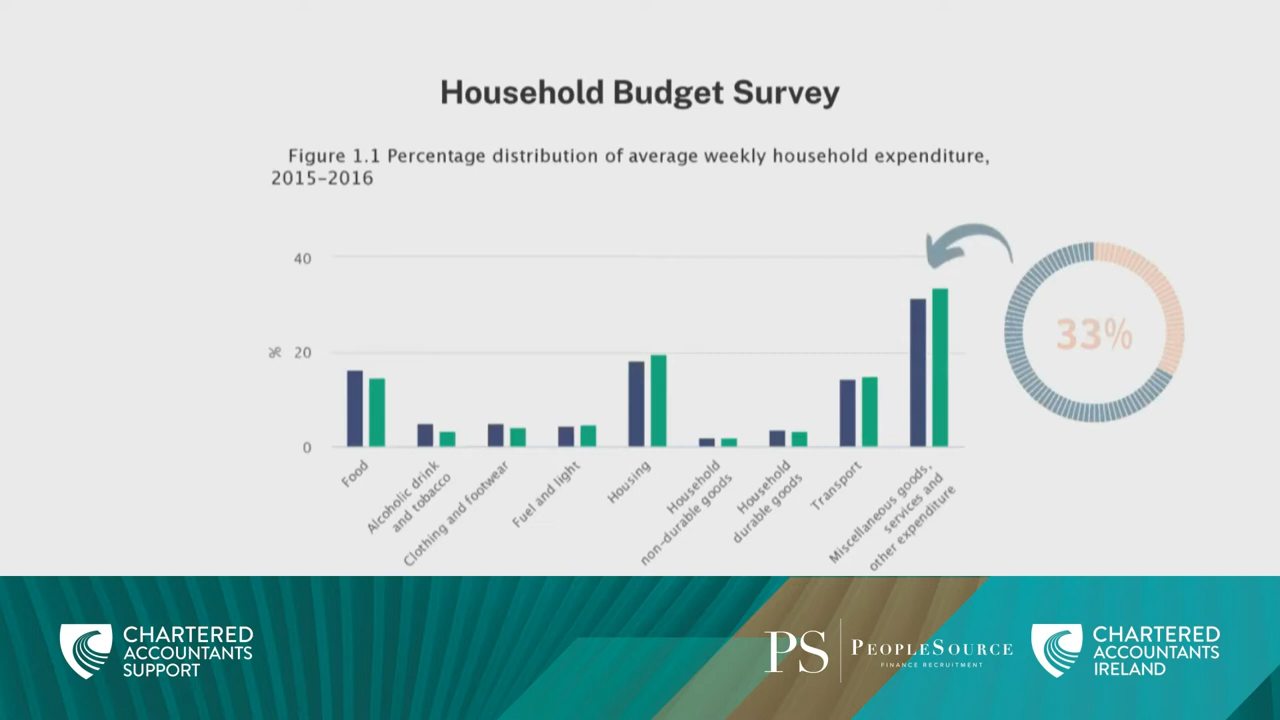 Household Budget Survey
Figure 1.1 Percentage distribution of average weekly household expenditure,
2015–2016
40
%
20
0
33%
Food
Alcoholic drink
and tobacco
Clothing and footwear
Fuel and light
Housing
Household
non-durable goods
Household
durable goods
Transport
Miscellaneous goods,
services and
other expenditure
CHARTERED
ACCOUNTANTS
SUPPORT
PS
PEOPLESOURCE
FINANCE RECRUITMENT
CHARTERED
ACCOUNTANTS
IRELAND